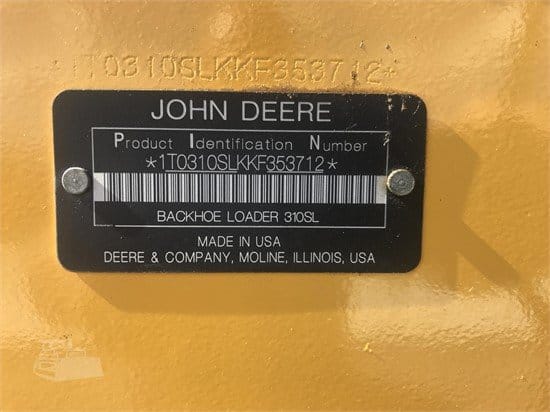 *1T0310SLKKF353712*
JOHN DEERE
Product Identification Number
*1T0310SLKKF353712*
BACKHOE LOADER 310SL
MADE IN USA
DEERE & COMPANY, MOLINE, ILLINOIS, USA